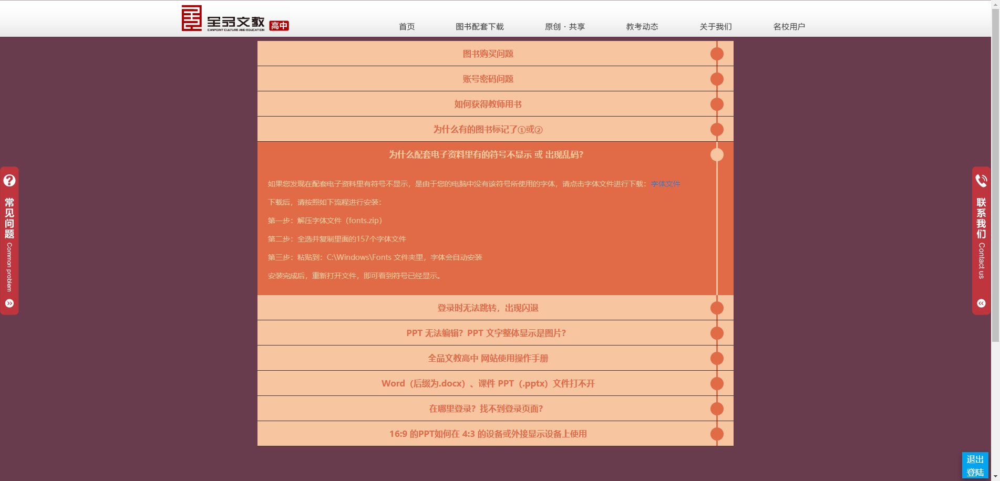 全品文教 高中
CANPOINT CULTURE AND EDUCATION
首页 图书配套下载 原创 · 共享 教考动态 关于我们 名校用户
图书购买问题
账号密码问题
如何获得教师用书
为什么有的图书标记了①或②
为什么配套电子资料里有的符号不显示 或 出现乱码？
如果您发现在配套电子资料里有符号不显示，是由于您的电脑中没有该符号所使用的字体，请点击字体文件进行下载：字体文件
下载后，请按照如下流程进行安装：
第一步：解压字体文件（fonts.zip）
第二步：全选并复制里面的157个字体文件
第三步：粘贴到：C:\Windows\Fonts 文件夹里，字体会自动安装
安装完成后，重新打开文件，即可看到符号已经显示。
登录时无法跳转，出现闪退
PPT 无法编辑？PPT 文字整体显示是图片？
全品文教高中 网站使用操作手册
Word（后缀为.docx）、课件 PPT（.pptx）文件打不开
在哪里登录？找不到登录页面？
16:9 的PPT如何在 4:3 的设备或外接显示设备上使用
常见问题
Common problem
联系我们
Contact us
退出
登陆